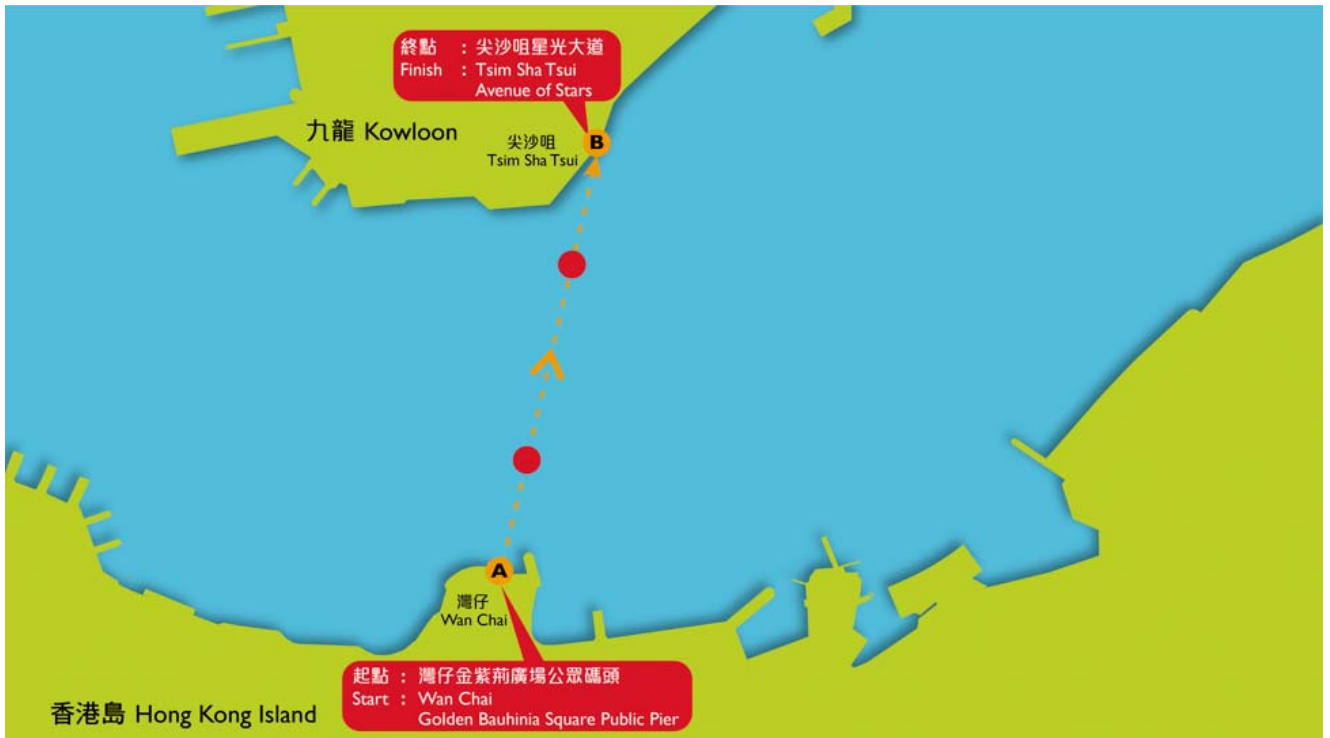 終點 : 尖沙咀星光大道
Finish : Tsim Sha Tsui
Avenue of Stars
九龍 Kowloon
尖沙咀
Tsim Sha Tsui
B
A
灣仔
Wan Chai
起點 : 灣仔金紫荊廣場公眾碼頭
Start : Wan Chai
Golden Bauhinia Square Public Pier
香港島 Hong Kong Island